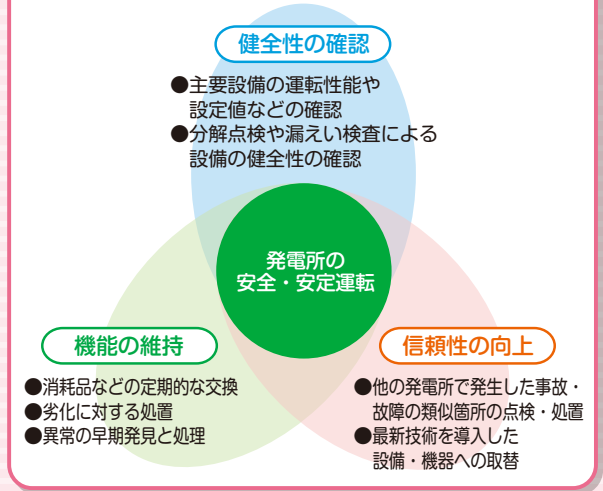 健全性の確認
●主要設備の運転性能や
設定値などの確認
●分解点検や漏えい検査による
設備の健全性の確認
発電所の
安全・安定運転
機能の維持
●消耗品などの定期的な交換
●劣化に対する処置
●異常の早期発見と処理
信頼性の向上
●他の発電所で発生した事故・
故障の類似箇所の点検・処置
●最新技術を導入した
設備・機器への取替